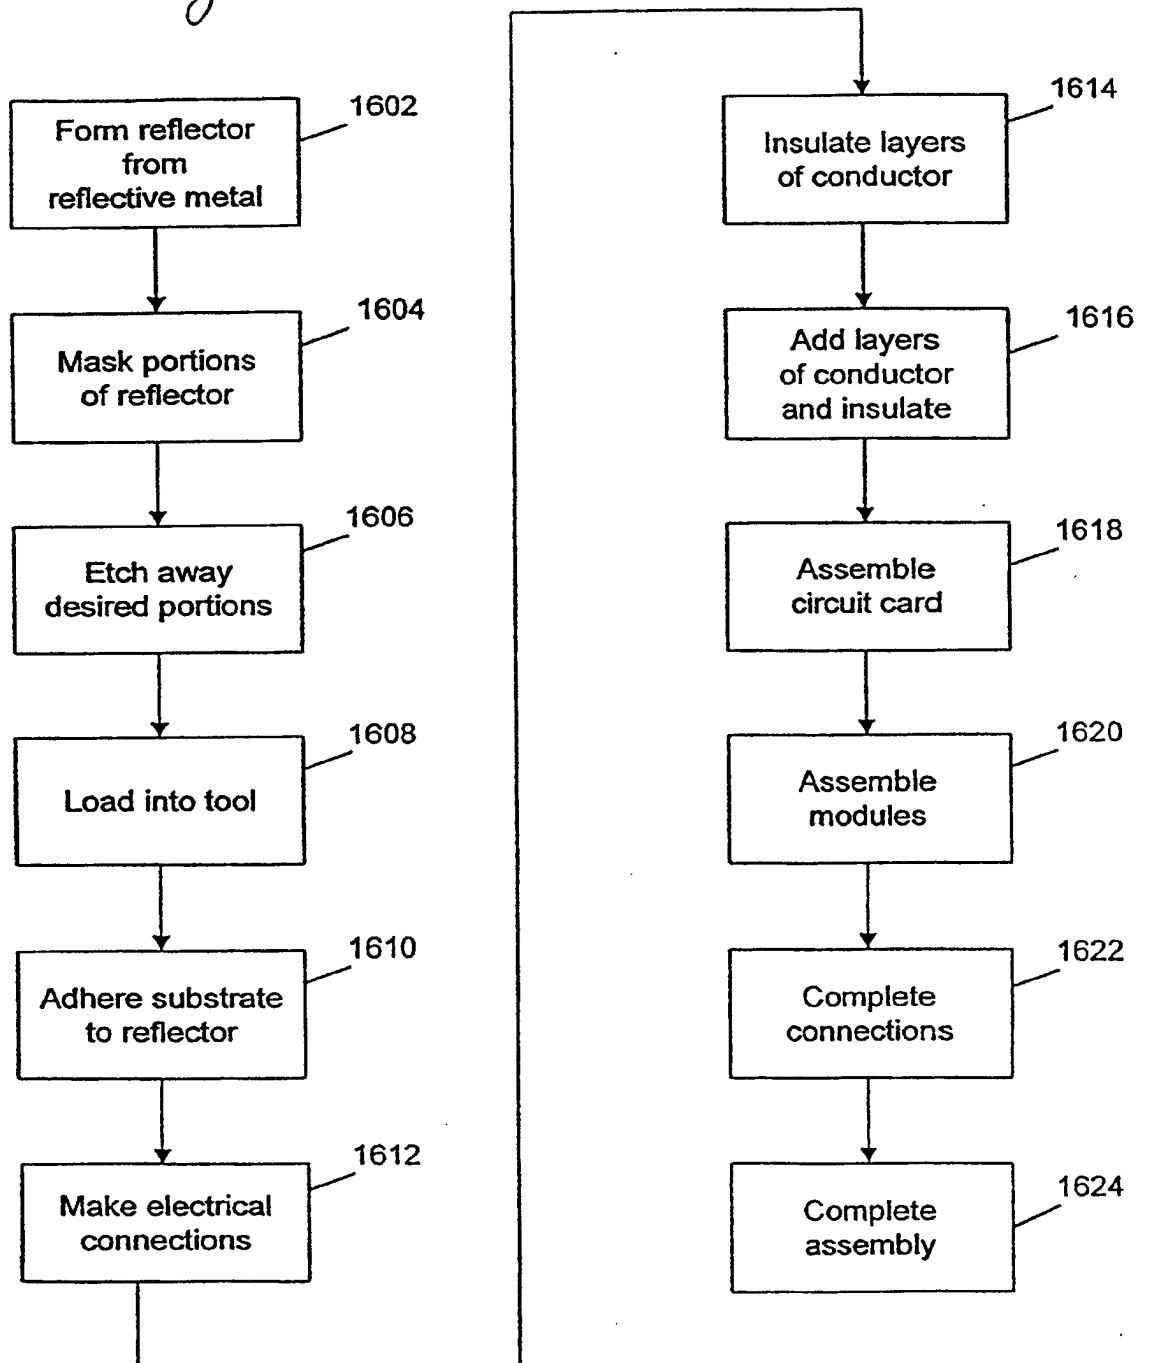 1602
Form reflector
from
reflective metal
1604
Mask portions
of reflector
1606
Etch away
desired portions
1608
Load into tool
1610
Adhere substrate
to reflector
1612
Make electrical
connections
1614
Insulate layers
of conductor
1616
Add layers
of conductor
and insulate
1618
Assemble
circuit card
1620
Assemble
modules
1622
Complete
connections
1624
Complete
assembly